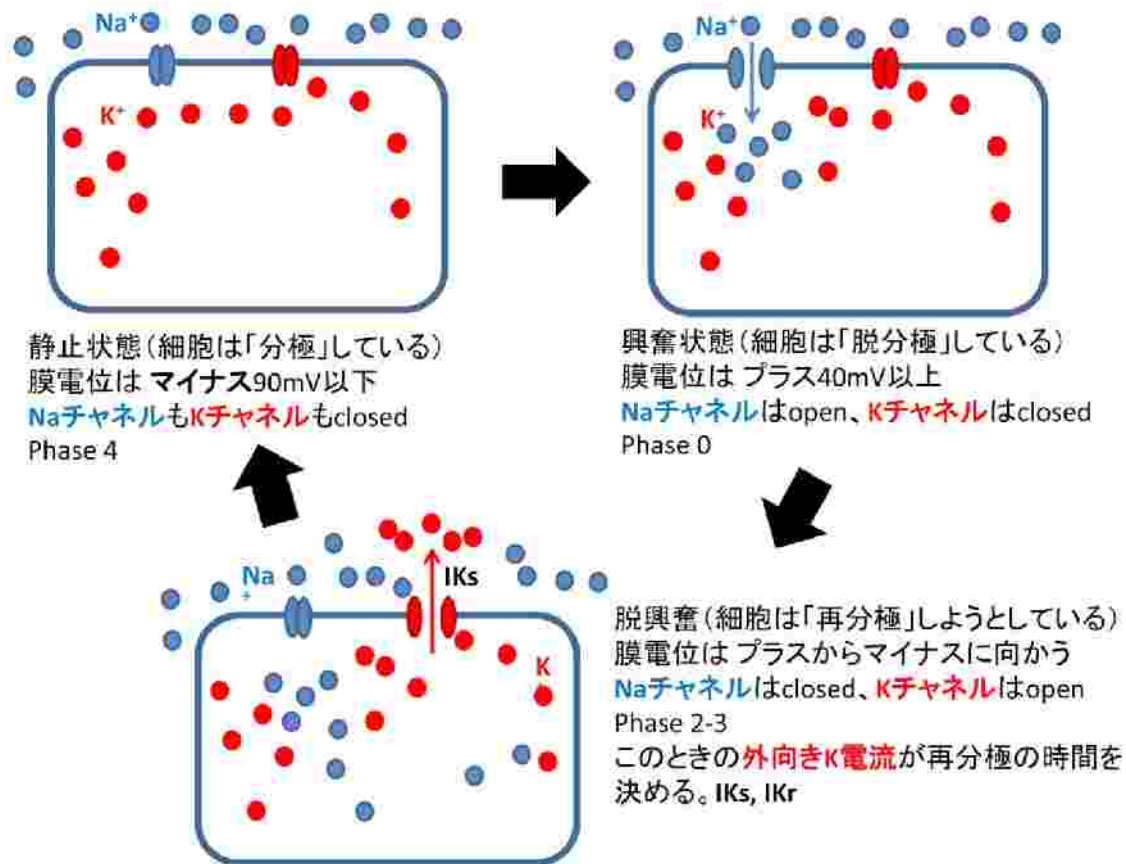 Na⁺
K⁺
静止状態（細胞は「分極」している）
膜電位は マイナス90mV以下
NaチャネルもKチャネルもclosed
Phase 4
Na⁺
K⁺
興奮状態（細胞は「脱分極」している）
膜電位は プラス40mV以上
Naチャネルはopen、Kチャネルはclosed
Phase 0
Na
+
IKs
K
脱興奮（細胞は「再分極」しようとしている）
膜電位は プラスからマイナスに向かう
Naチャネルはclosed、Kチャネルはopen
Phase 2-3
このときの外向きK電流が再分極の時間を
決める。IKs, IKr